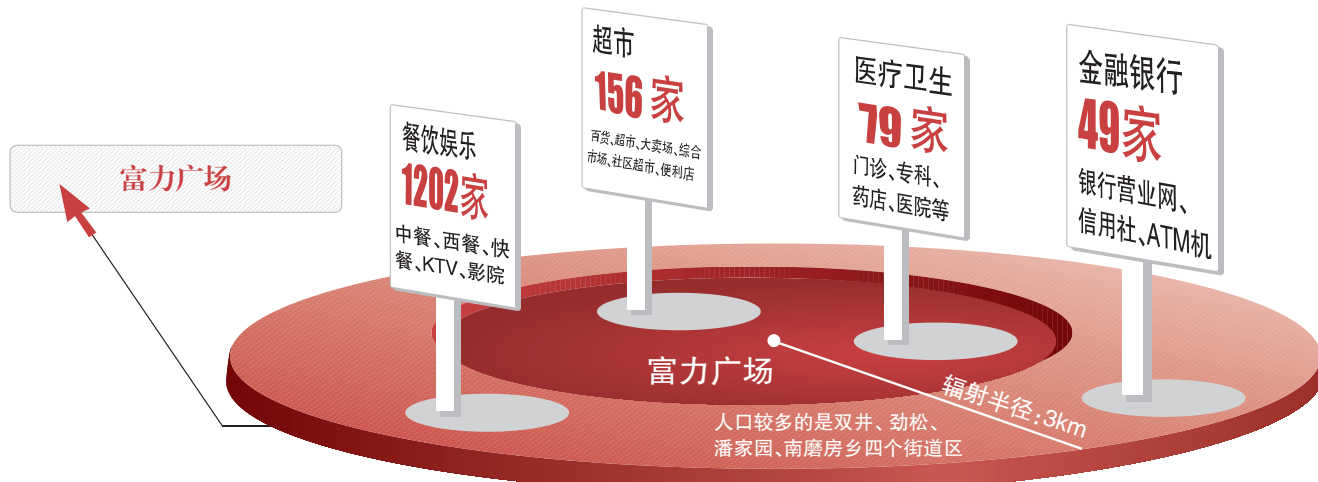 富力广场
餐饮娱乐
1202家
中餐、西餐、快
餐、KTV、影院
超市
156 家
百货、超市、大卖场、综合
市场、社区超市、便利店
医疗卫生
79 家
门诊、专科、
药店、医院等
金融银行
49家
银行营业网、
信用社、ATM机
富力广场
辐射半径：3km
人口较多的是双井、劲松、
潘家园、南磨房乡四个街道区